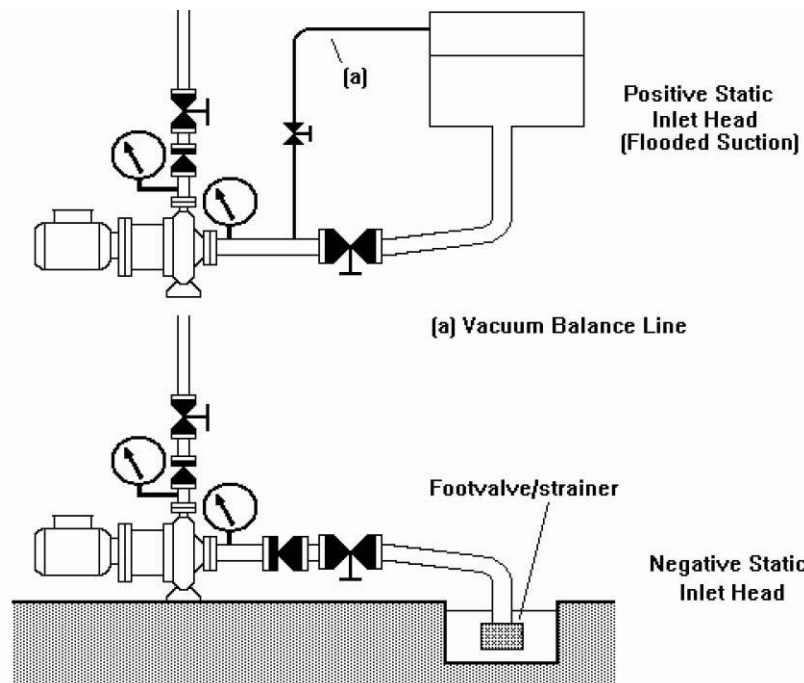 (a)
Positive Static
Inlet Head
(Flooded Suction)
(a) Vacuum Balance Line
Footvalve/strainer
Negative Static
Inlet Head